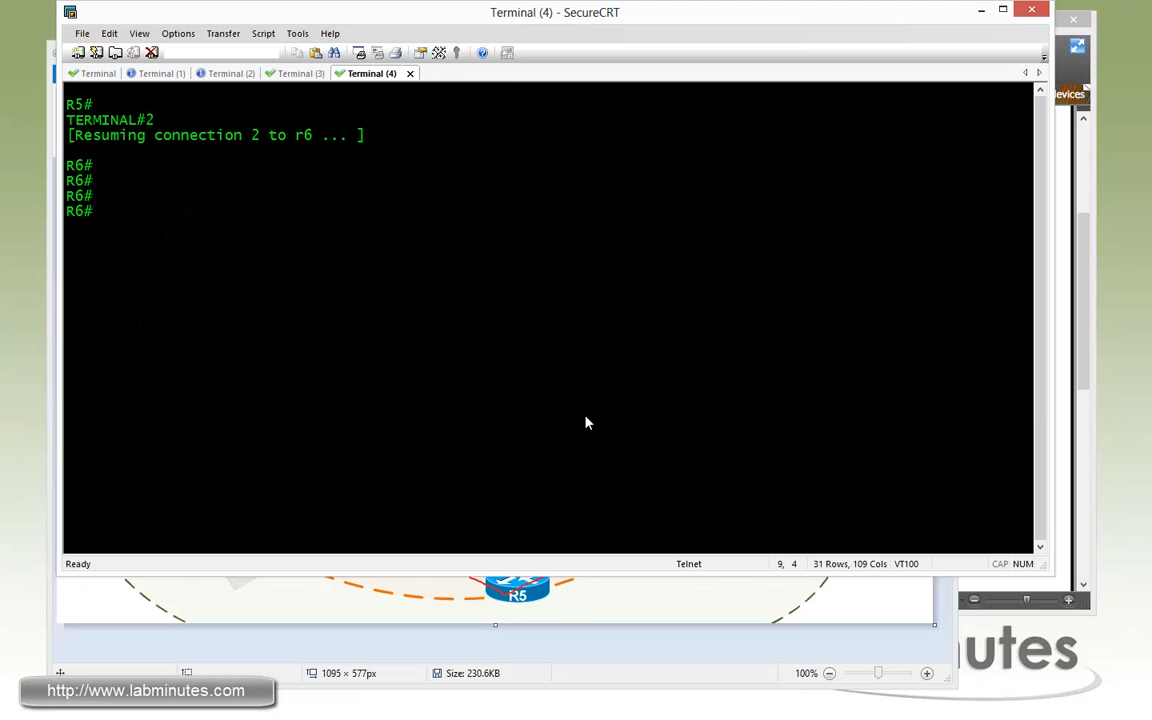 Terminal (4) - SecureCRT
File Edit View Options Transfer Script Tools Help
Terminal Terminal (1) Terminal (2) Terminal (3) Terminal (4)
evices
R5#
TERMINAL#2
[Resuming connection 2 to r6 ... ]
R6#
R6#
R6#
R6#
Ready Telnet 9, 4 31 Rows, 109 Cols VT100 CAP NUM
R5
nutes
1095 × 577px Size: 230.6KB 100%
http://www.labminutes.com